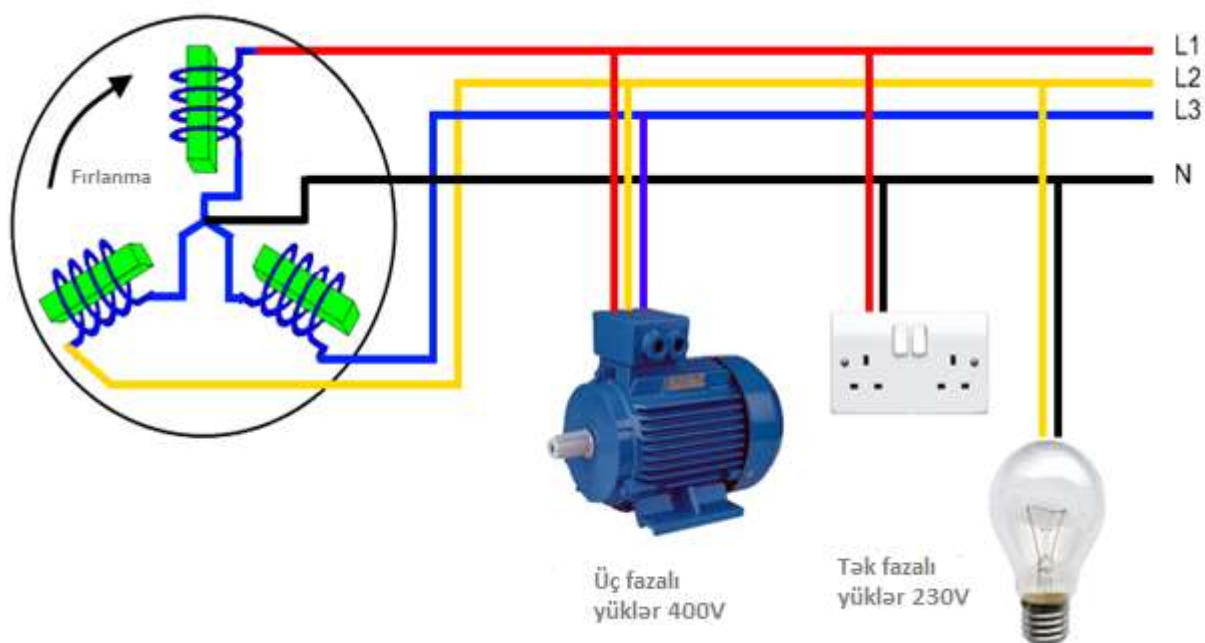 L1
L2
L3
Fırlanma
N
Üç fazalı
yüklər 400V
Tək fazalı
yüklər 230V